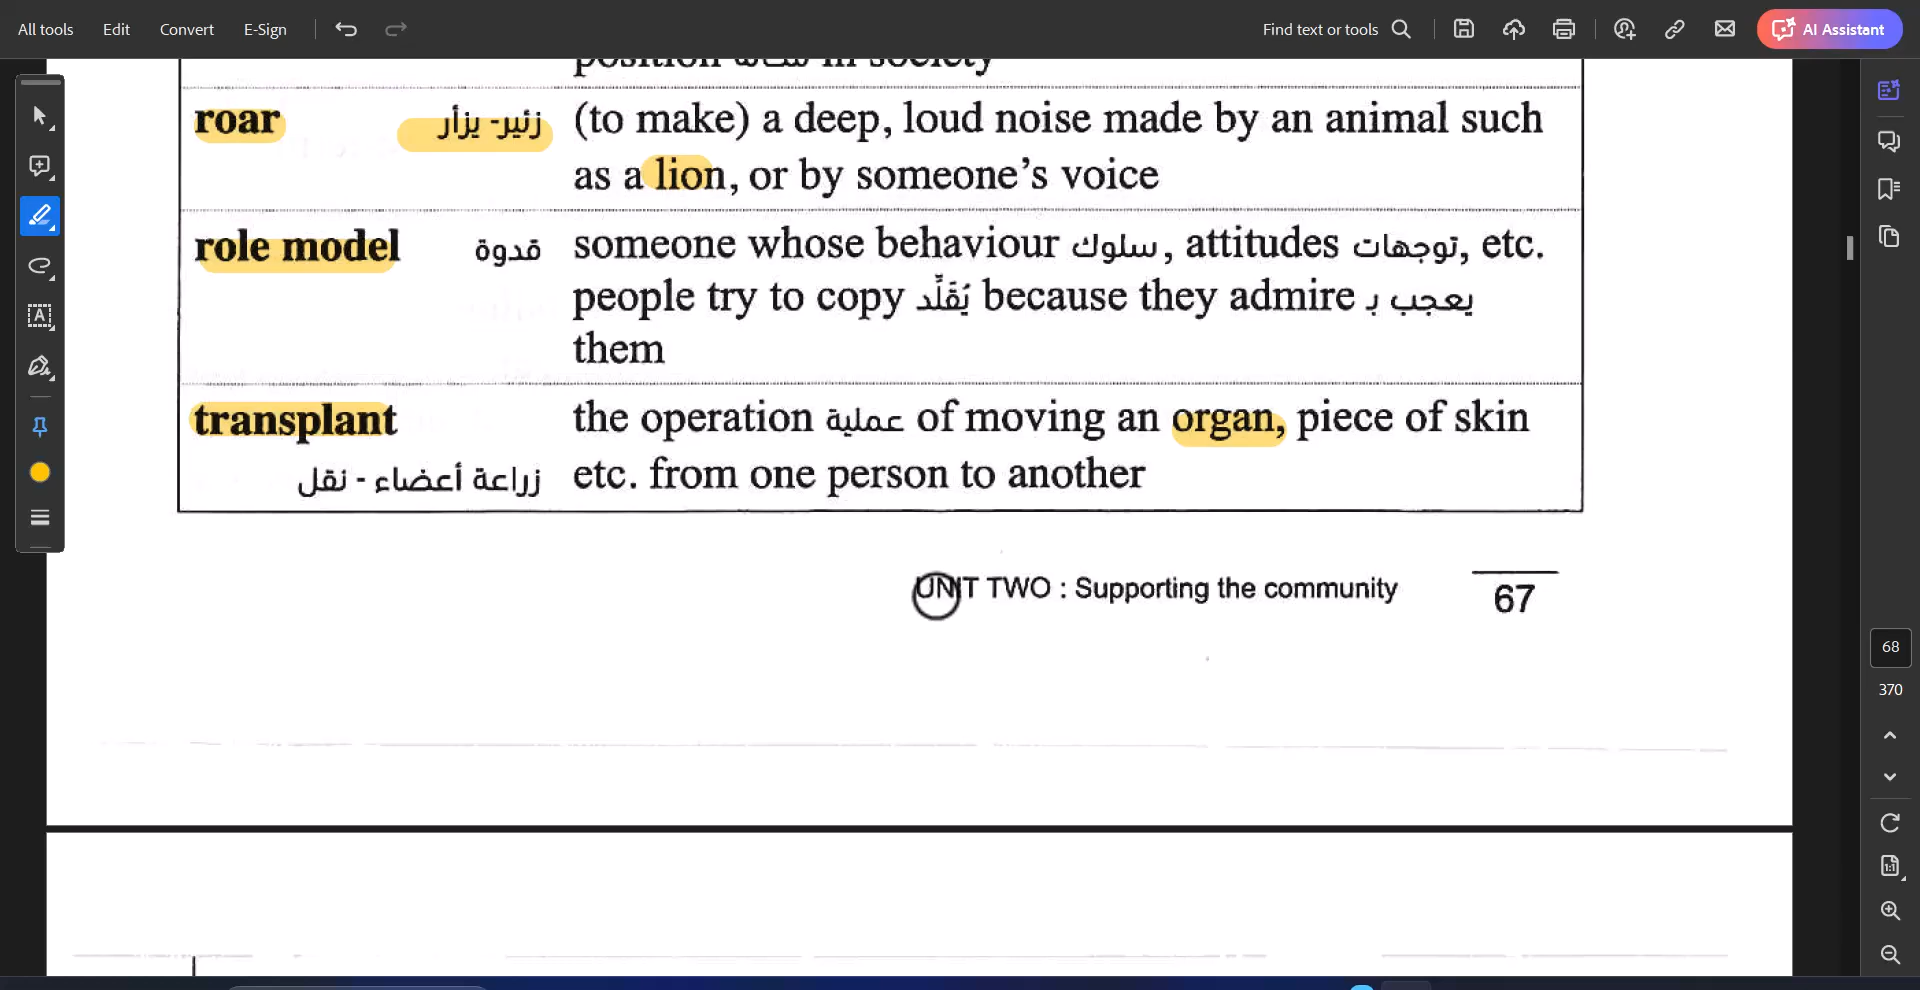 All tools Edit Convert E-Sign Find text or tools AI Assistant
position مكانة in society
roar زئير- يزأر (to make) a deep, loud noise made by an animal such
as a lion, or by someone's voice
role model قدوة someone whose behaviour سلوك, attitudes توجهات, etc.
people try to copy يُقلِّد because they admire يعجب بـ
them
transplant the operation عملية of moving an organ, piece of skin
زراعة أعضاء - نقل etc. from one person to another
UNIT TWO : Supporting the community 67
68
370